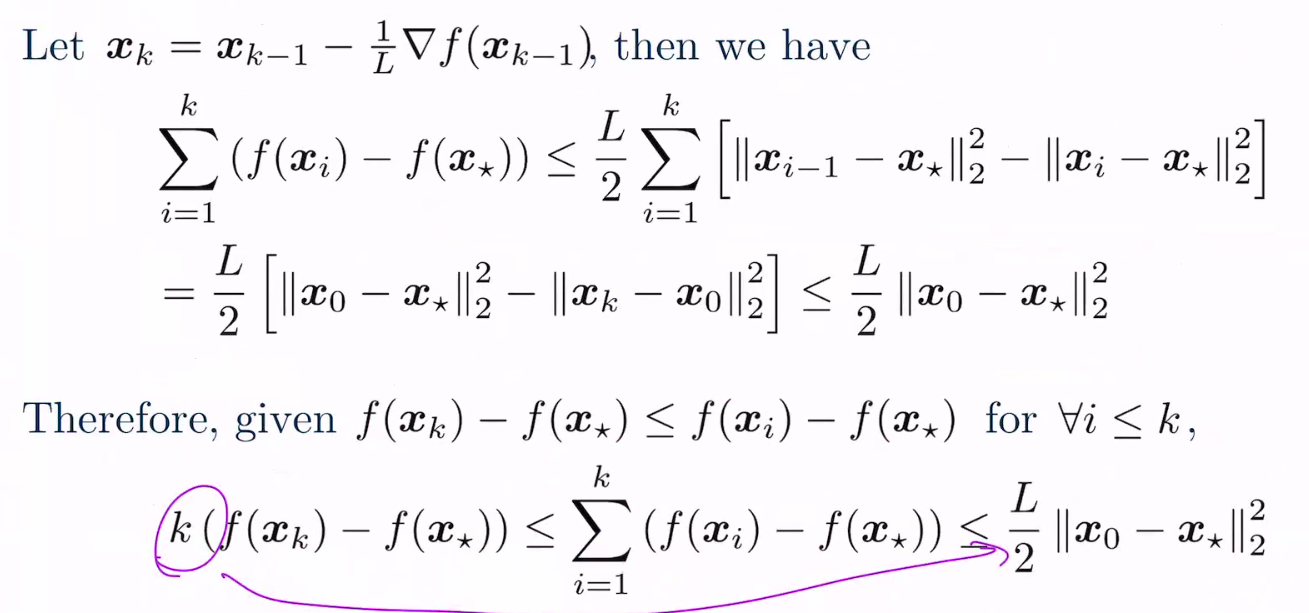 Let $\boldsymbol{x}_k = \boldsymbol{x}_{k-1} - \frac{1}{L}\nabla f(\boldsymbol{x}_{k-1})$, then we have
$\sum_{i=1}^{k} (f(\boldsymbol{x}_i) - f(\boldsymbol{x}_\star)) \leq \frac{L}{2} \sum_{i=1}^{k} \left[ \|\boldsymbol{x}_{i-1} - \boldsymbol{x}_\star\|_2^2 - \|\boldsymbol{x}_i - \boldsymbol{x}_\star\|_2^2 \right]$
$= \frac{L}{2} \left[ \|\boldsymbol{x}_0 - \boldsymbol{x}_\star\|_2^2 - \|\boldsymbol{x}_k - \boldsymbol{x}_0\|_2^2 \right] \leq \frac{L}{2} \|\boldsymbol{x}_0 - \boldsymbol{x}_\star\|_2^2$
Therefore, given $f(\boldsymbol{x}_k) - f(\boldsymbol{x}_\star) \leq f(\boldsymbol{x}_i) - f(\boldsymbol{x}_\star)$ for $\forall i \leq k$,
$k(f(\boldsymbol{x}_k) - f(\boldsymbol{x}_\star)) \leq \sum_{i=1}^{k} (f(\boldsymbol{x}_i) - f(\boldsymbol{x}_\star)) \leq \frac{L}{2} \|\boldsymbol{x}_0 - \boldsymbol{x}_\star\|_2^2$